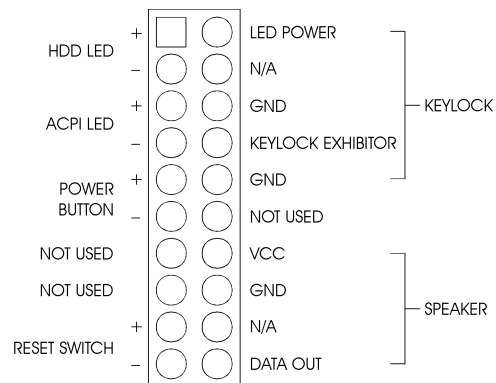 + LED POWER
HDD LED
– N/A
+ GND KEYLOCK
ACPI LED
– KEYLOCK EXHIBITOR
+ GND
POWER
BUTTON
– NOT USED
NOT USED VCC
NOT USED GND
SPEAKER
+ N/A
RESET SWITCH
– DATA OUT